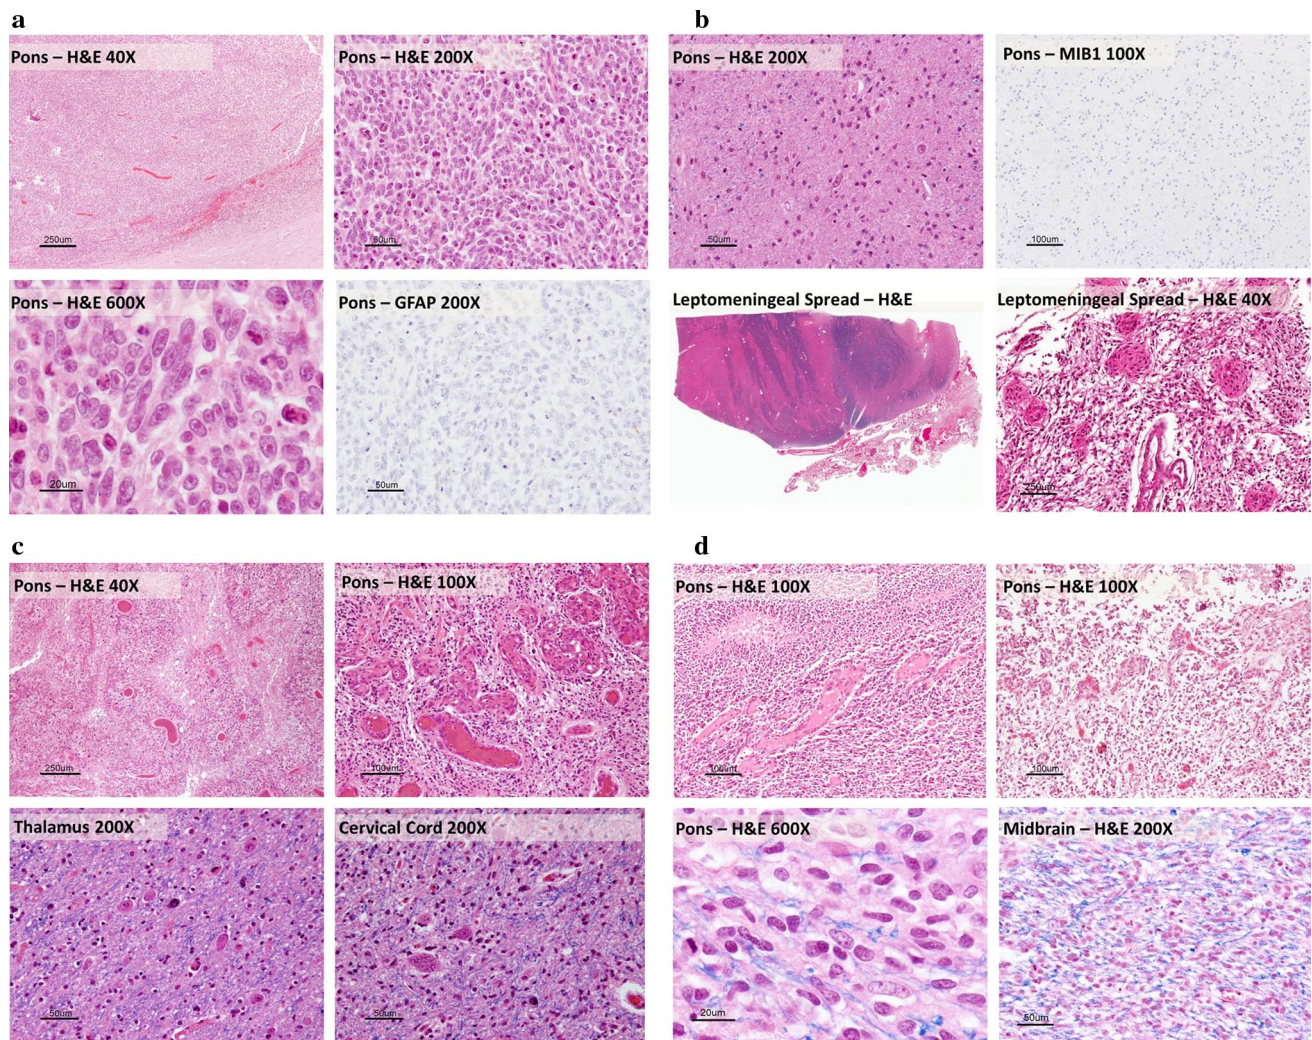 a
Pons – H&E 40X
250um
Pons – H&E 200X
50um
Pons – H&E 600X
20um
Pons – GFAP 200X
50um
b
Pons – H&E 200X
50um
Pons – MIB1 100X
100um
Leptomeningeal Spread – H&E
Leptomeningeal Spread – H&E 40X
250um
c
Pons – H&E 40X
250um
Pons – H&E 100X
100um
Thalamus 200X
50um
Cervical Cord 200X
50um
d
Pons – H&E 100X
100um
Pons – H&E 100X
100um
Pons – H&E 600X
20um
Midbrain – H&E 200X
50um